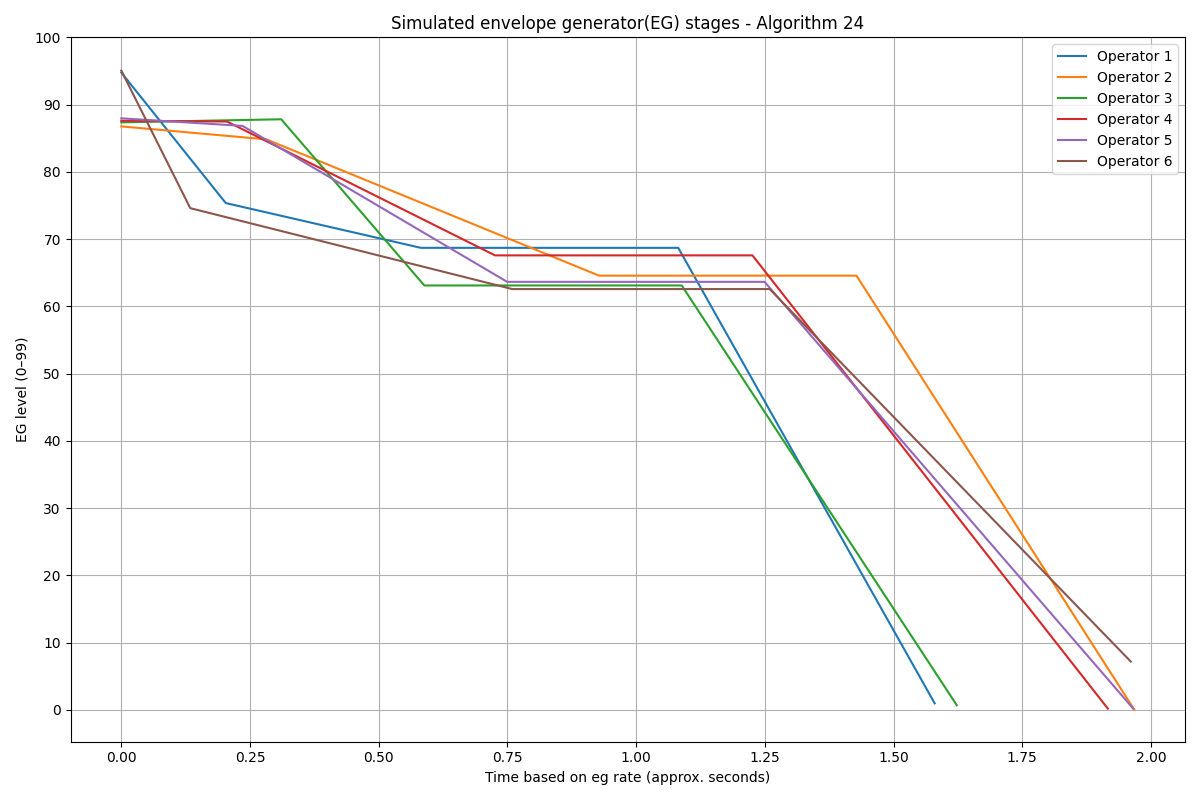 Simulated envelope generator(EG) stages - Algorithm 24
100
90
80
70
60
50
40
30
20
10
0
EG level (0–99)
Operator 1
Operator 2
Operator 3
Operator 4
Operator 5
Operator 6
0.00 0.25 0.50 0.75 1.00 1.25 1.50 1.75 2.00
Time based on eg rate (approx. seconds)